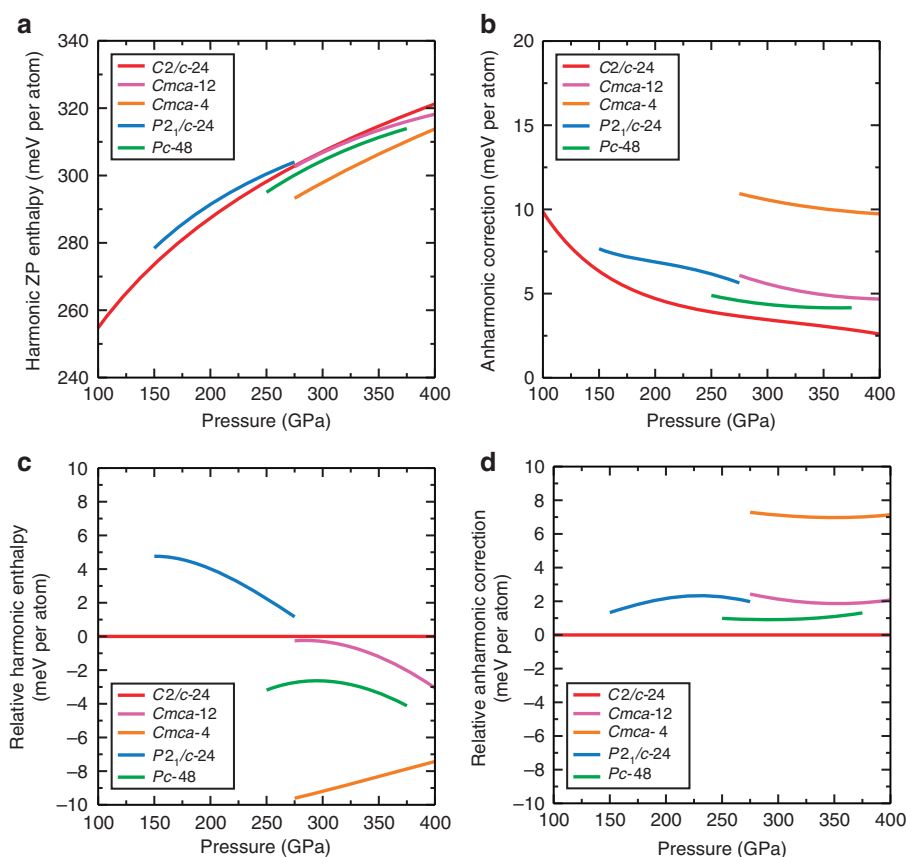 a
Harmonic ZP enthalpy (meV per atom)
340
320
300
280
260
240
C2/c-24
Cmca-12
Cmca-4
P2₁/c-24
Pc-48
100 150 200 250 300 350 400
Pressure (GPa)
b
Anharmonic correction (meV per atom)
20
15
10
5
0
C2/c-24
Cmca-12
Cmca-4
P2₁/c-24
Pc-48
100 150 200 250 300 350 400
Pressure (GPa)
c
Relative harmonic enthalpy
(meV per atom)
10
8
6
4
2
0
−2
−4
−6
−8
−10
C2/c-24
Cmca-12
Cmca-4
P2₁/c-24
Pc-48
100 150 200 250 300 350 400
Pressure (GPa)
d
Relative anharmonic correction
(meV per atom)
10
8
6
4
2
0
−2
−4
−6
−8
−10
C2/c-24
Cmca-12
Cmca-4
P2₁/c-24
Pc-48
100 150 200 250 300 350 400
Pressure (GPa)